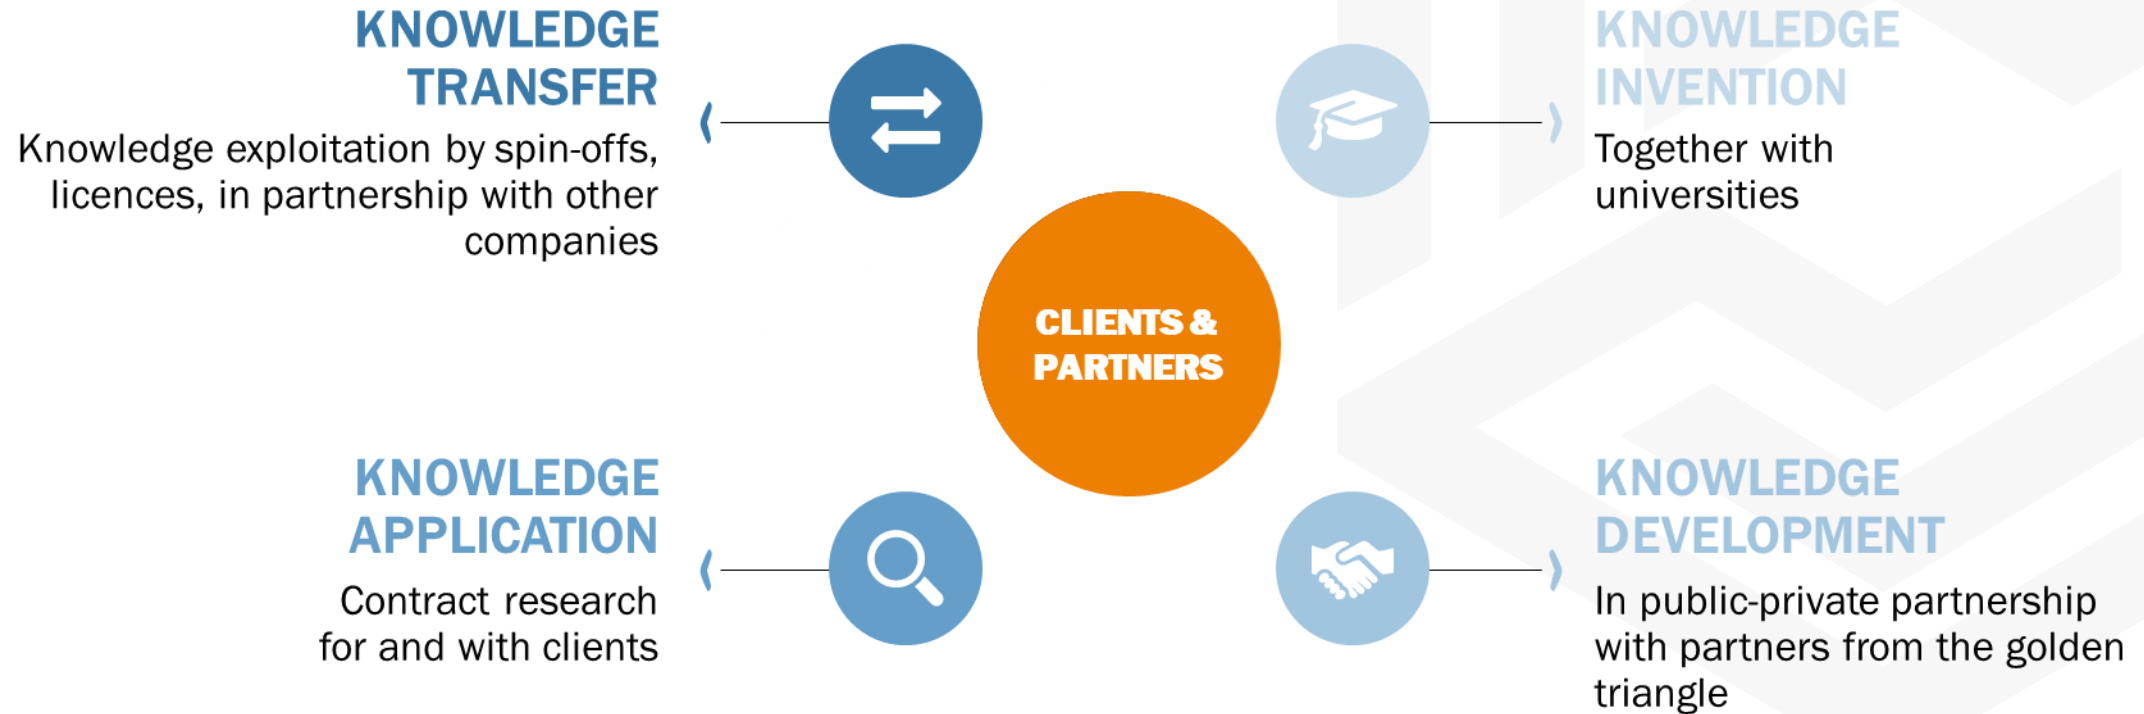 KNOWLEDGE
TRANSFER
Knowledge exploitation by spin-offs,
licences, in partnership with other
companies
KNOWLEDGE
INVENTION
Together with
universities
CLIENTS &
PARTNERS
KNOWLEDGE
APPLICATION
Contract research
for and with clients
KNOWLEDGE
DEVELOPMENT
In public-private partnership
with partners from the golden
triangle